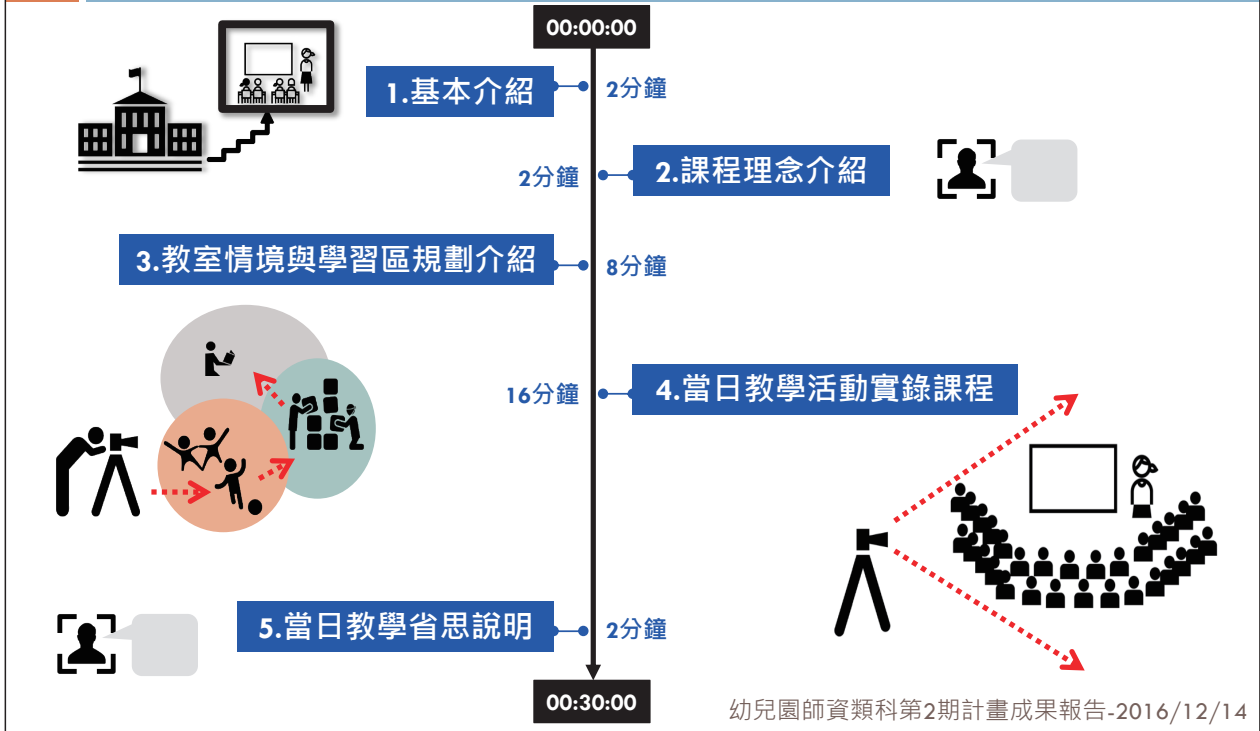 00:00:00
1.基本介紹
2分鐘
2分鐘
2.課程理念介紹
3.教室情境與學習區規劃介紹
8分鐘
16分鐘
4.當日教學活動實錄課程
5.當日教學省思說明
2分鐘
00:30:00
幼兒園師資類科第2期計畫成果報告-2016/12/14